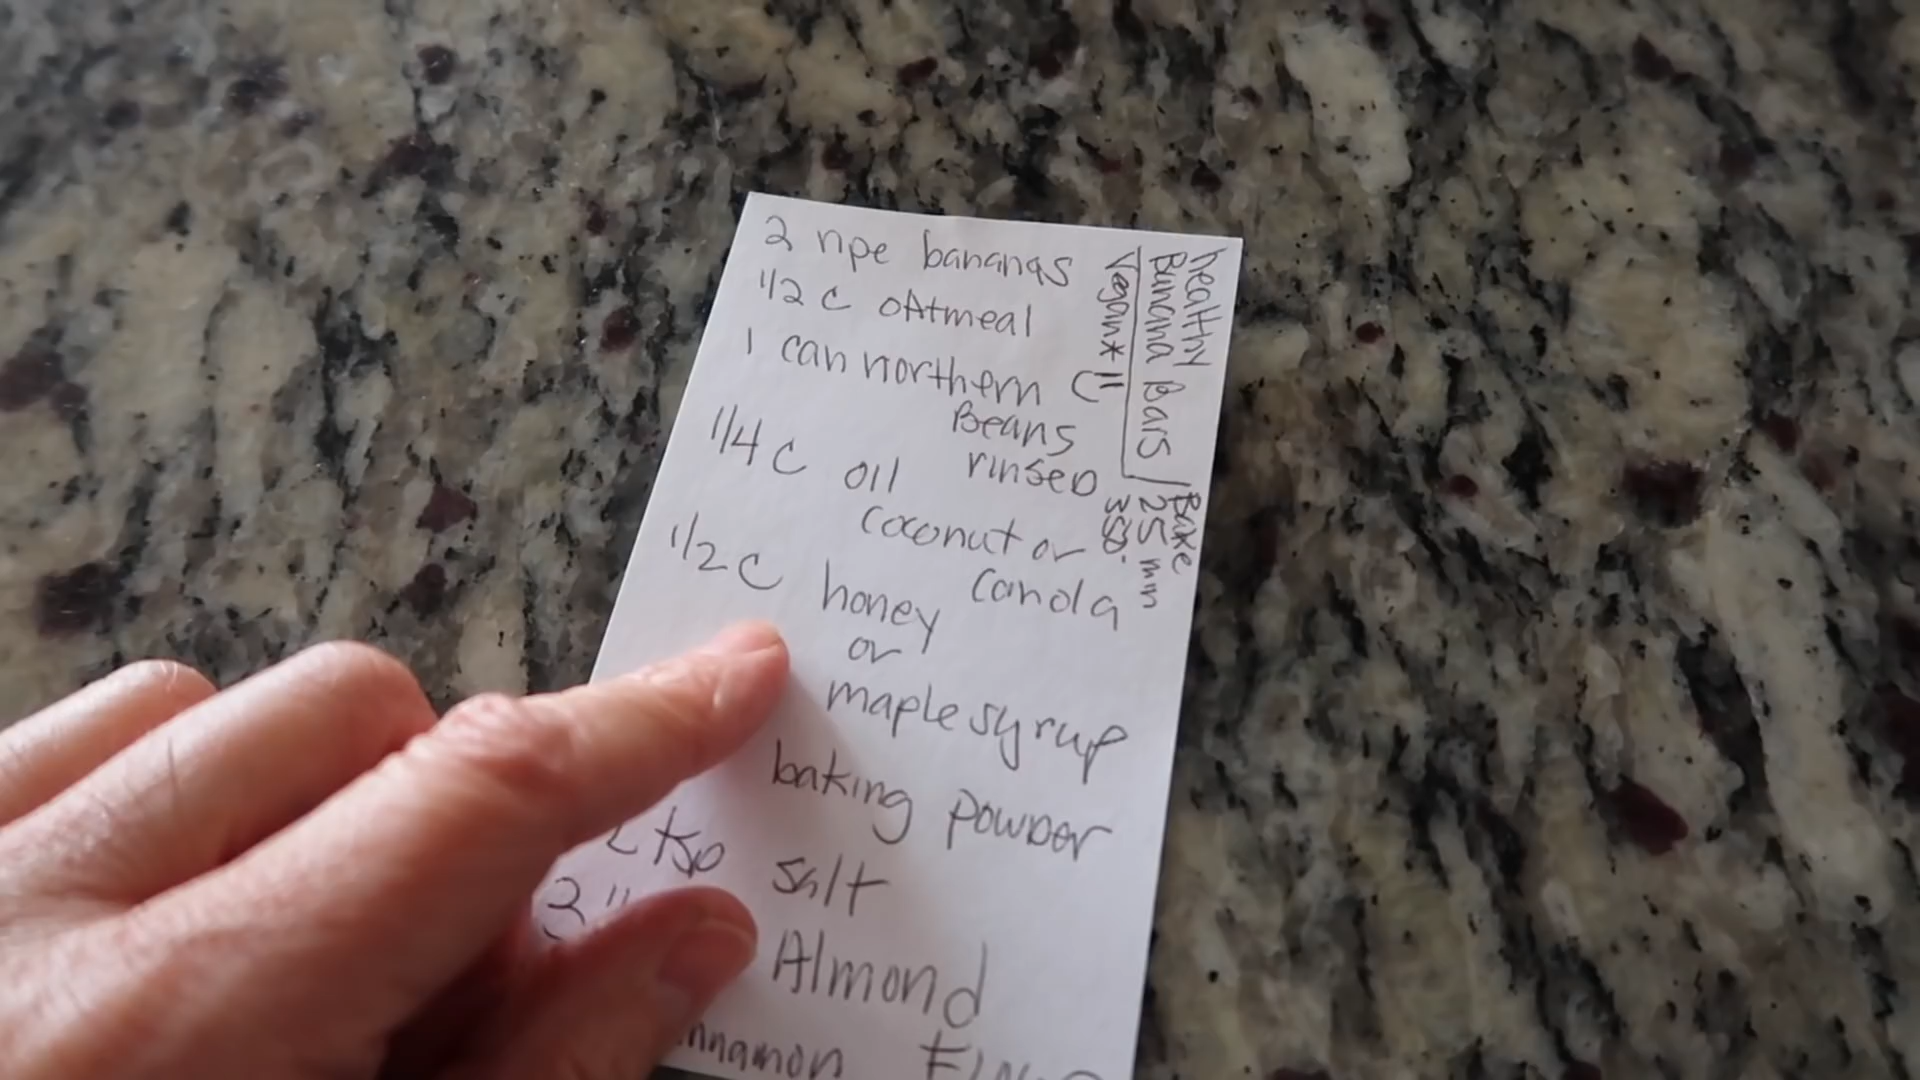 2 ripe bananas
1/2 c oatmeal
1 can northern
Beans
rinsed
1/4 c oil
coconut or
canola
1/2 c honey
or
maple syrup
baking powder
tsp salt
3 "
Almond
healthy
Banana Bars
Vegan*
Bake
25 min
350°